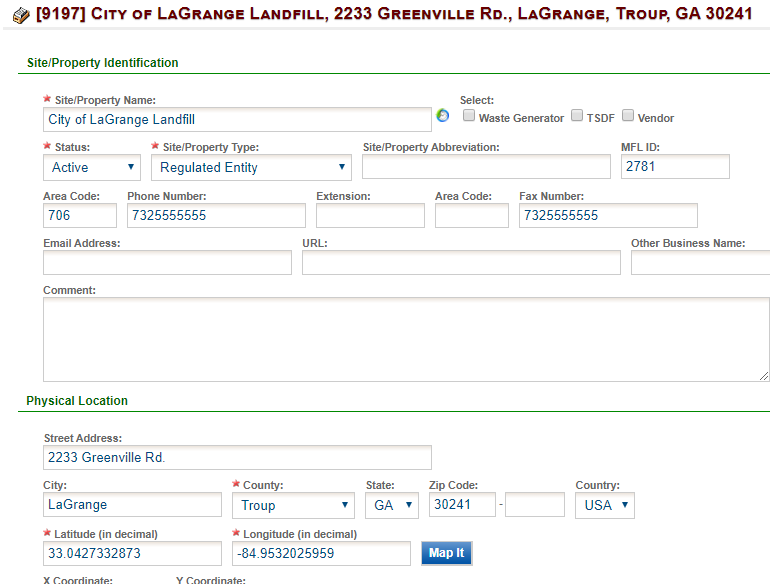 [9197] City of LaGrange Landfill, 2233 Greenville Rd., LaGrange, Troup, GA 30241
Site/Property Identification
* Site/Property Name: Select:
City of LaGrange Landfill Waste Generator TSDF Vendor
* Status: * Site/Property Type: Site/Property Abbreviation: MFL ID:
Active Regulated Entity 2781
Area Code: Phone Number: Extension: Area Code: Fax Number:
706 7325555555 7325555555
Email Address: URL: Other Business Name:
Comment:
Physical Location
Street Address:
2233 Greenville Rd.
City: * County: State: Zip Code: Country:
LaGrange Troup GA 30241 - USA
* Latitude (in decimal) * Longitude (in decimal)
33.0427332873 -84.9532025959 Map It
X Coordinate: Y Coordinate: